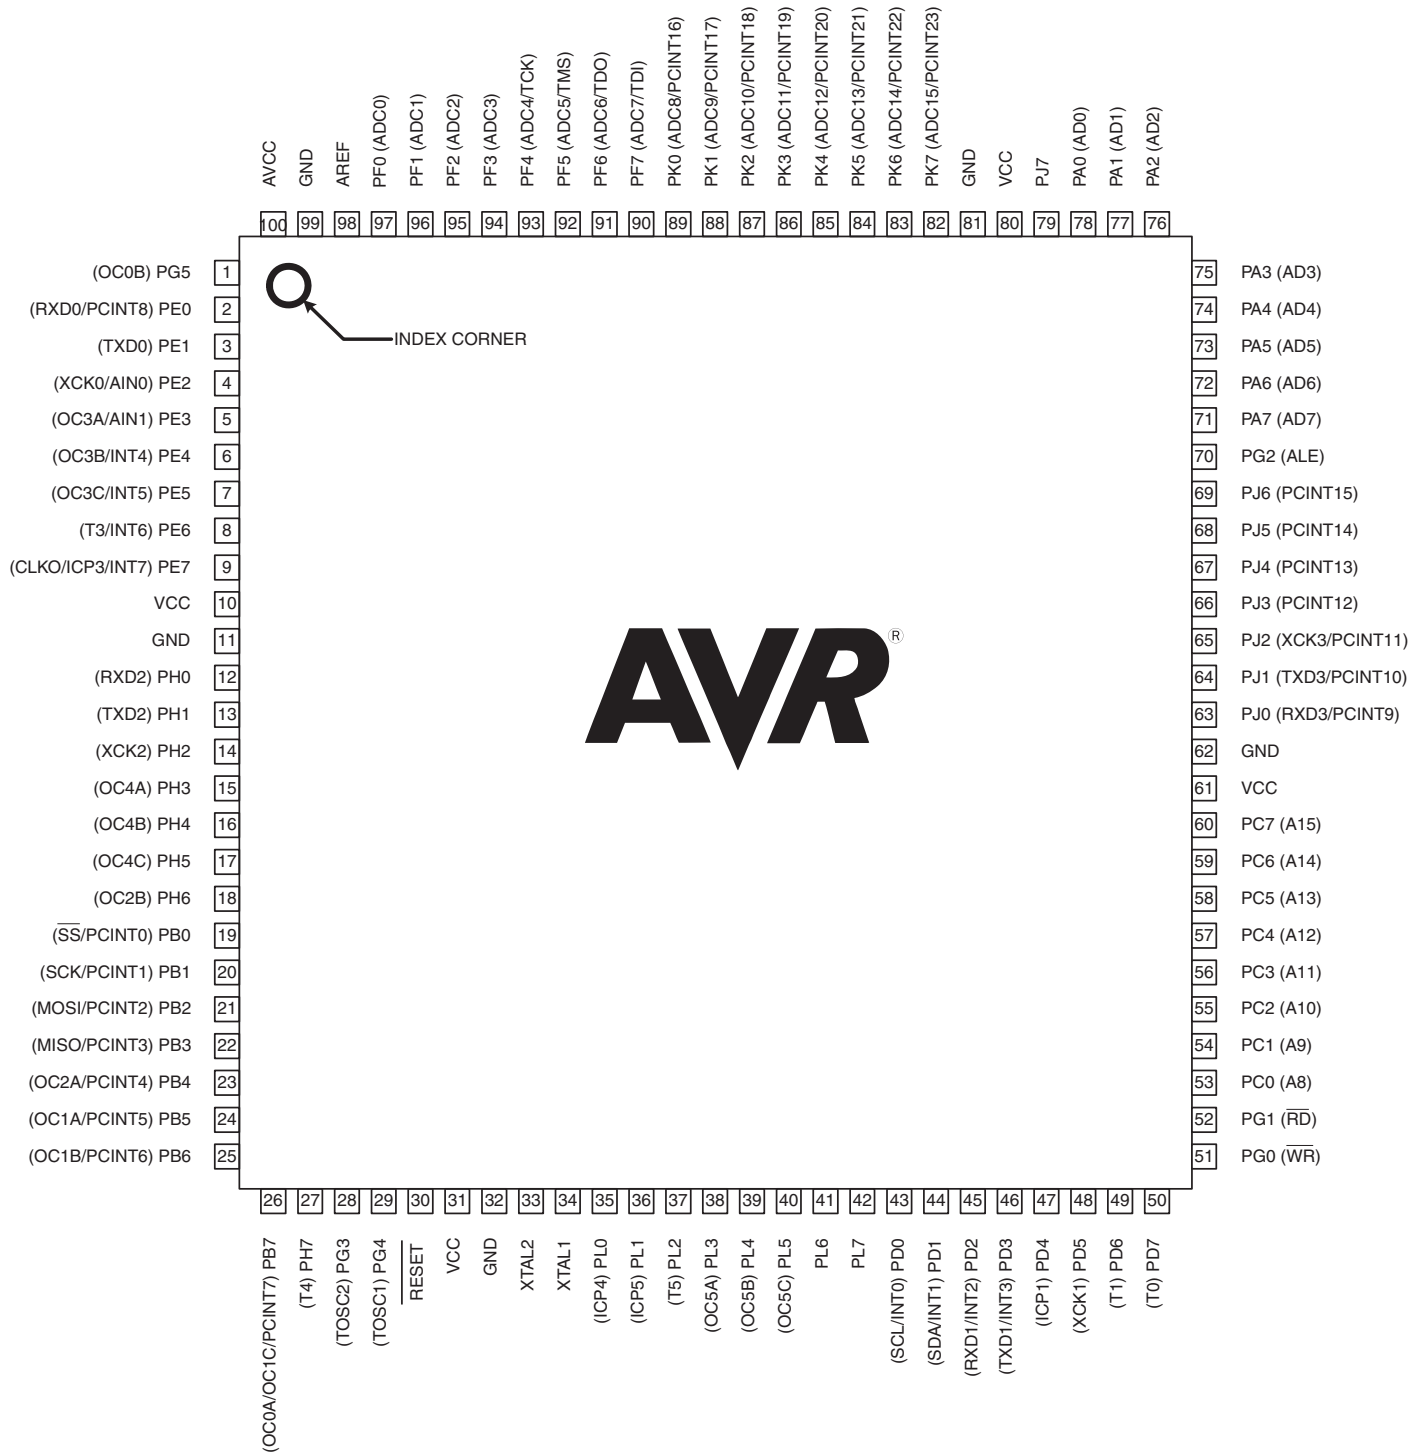 AVCC
GND
AREF
PF0 (ADC0)
PF1 (ADC1)
PF2 (ADC2)
PF3 (ADC3)
PF4 (ADC4/TCK)
PF5 (ADC5/TMS)
PF6 (ADC6/TDO)
PF7 (ADC7/TDI)
PK0 (ADC8/PCINT16)
PK1 (ADC9/PCINT17)
PK2 (ADC10/PCINT18)
PK3 (ADC11/PCINT19)
PK4 (ADC12/PCINT20)
PK5 (ADC13/PCINT21)
PK6 (ADC14/PCINT22)
PK7 (ADC15/PCINT23)
GND
VCC
PJ7
PA0 (AD0)
PA1 (AD1)
PA2 (AD2)
100 99 98 97 96 95 94 93 92 91 90 89 88 87 86 85 84 83 82 81 80 79 78 77 76
(OC0B) PG5 1
(RXD0/PCINT8) PE0 2
(TXD0) PE1 3
(XCK0/AIN0) PE2 4
(OC3A/AIN1) PE3 5
(OC3B/INT4) PE4 6
(OC3C/INT5) PE5 7
(T3/INT6) PE6 8
(CLKO/ICP3/INT7) PE7 9
VCC 10
GND 11
(RXD2) PH0 12
(TXD2) PH1 13
(XCK2) PH2 14
(OC4A) PH3 15
(OC4B) PH4 16
(OC4C) PH5 17
(OC2B) PH6 18
(S̅S̅/PCINT0) PB0 19
(SCK/PCINT1) PB1 20
(MOSI/PCINT2) PB2 21
(MISO/PCINT3) PB3 22
(OC2A/PCINT4) PB4 23
(OC1A/PCINT5) PB5 24
(OC1B/PCINT6) PB6 25
INDEX CORNER
AVR®
75 PA3 (AD3)
74 PA4 (AD4)
73 PA5 (AD5)
72 PA6 (AD6)
71 PA7 (AD7)
70 PG2 (ALE)
69 PJ6 (PCINT15)
68 PJ5 (PCINT14)
67 PJ4 (PCINT13)
66 PJ3 (PCINT12)
65 PJ2 (XCK3/PCINT11)
64 PJ1 (TXD3/PCINT10)
63 PJ0 (RXD3/PCINT9)
62 GND
61 VCC
60 PC7 (A15)
59 PC6 (A14)
58 PC5 (A13)
57 PC4 (A12)
56 PC3 (A11)
55 PC2 (A10)
54 PC1 (A9)
53 PC0 (A8)
52 PG1 (R̅D̅)
51 PG0 (W̅R̅)
26 27 28 29 30 31 32 33 34 35 36 37 38 39 40 41 42 43 44 45 46 47 48 49 50
(OC0A/OC1C/PCINT7) PB7
(T4) PH7
(TOSC2) PG3
(TOSC1) PG4
R̅E̅S̅E̅T̅
VCC
GND
XTAL2
XTAL1
(ICP4) PL0
(ICP5) PL1
(T5) PL2
(OC5A) PL3
(OC5B) PL4
(OC5C) PL5
PL6
PL7
(SCL/INT0) PD0
(SDA/INT1) PD1
(RXD1/INT2) PD2
(TXD1/INT3) PD3
(ICP1) PD4
(XCK1) PD5
(T1) PD6
(T0) PD7